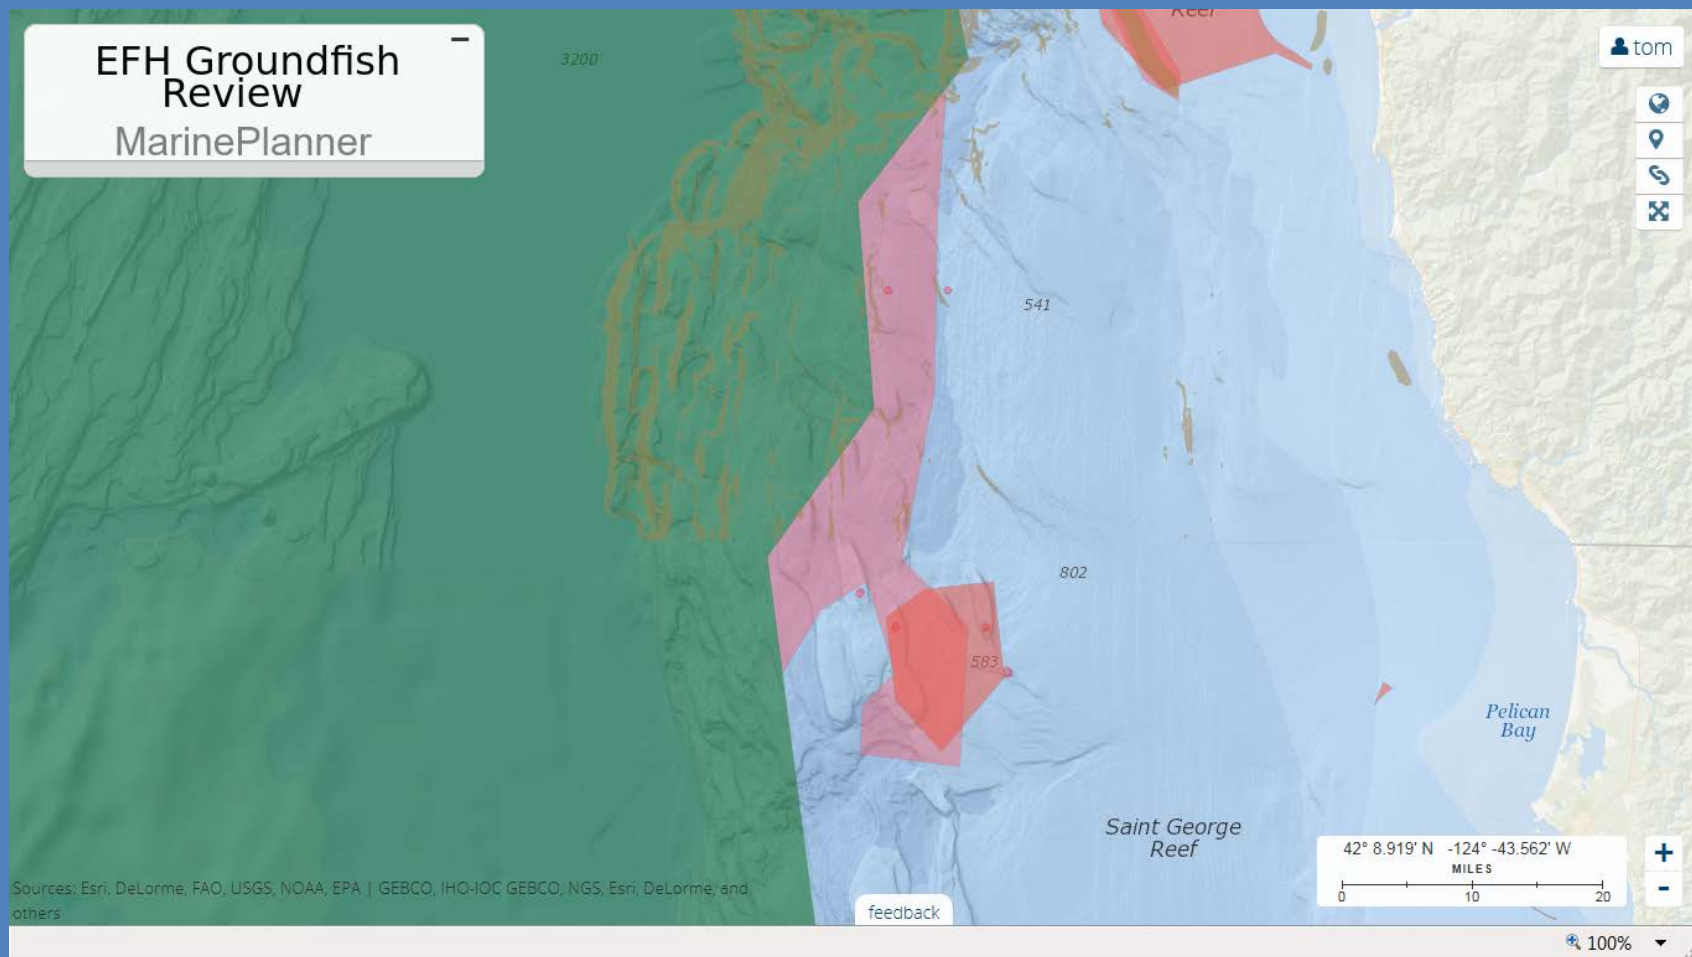 Reef
EFH Groundfish
Review
MarinePlanner
tom
3200
541
802
583
Pelican
Bay
Saint George
Reef
42° 8.919' N -124° -43.562' W
MILES
0 10 20
+
-
Sources: Esri, DeLorme, FAO, USGS, NOAA, EPA | GEBCO, IHO-IOC GEBCO, NGS, Esri, DeLorme, and
others
feedback
100%